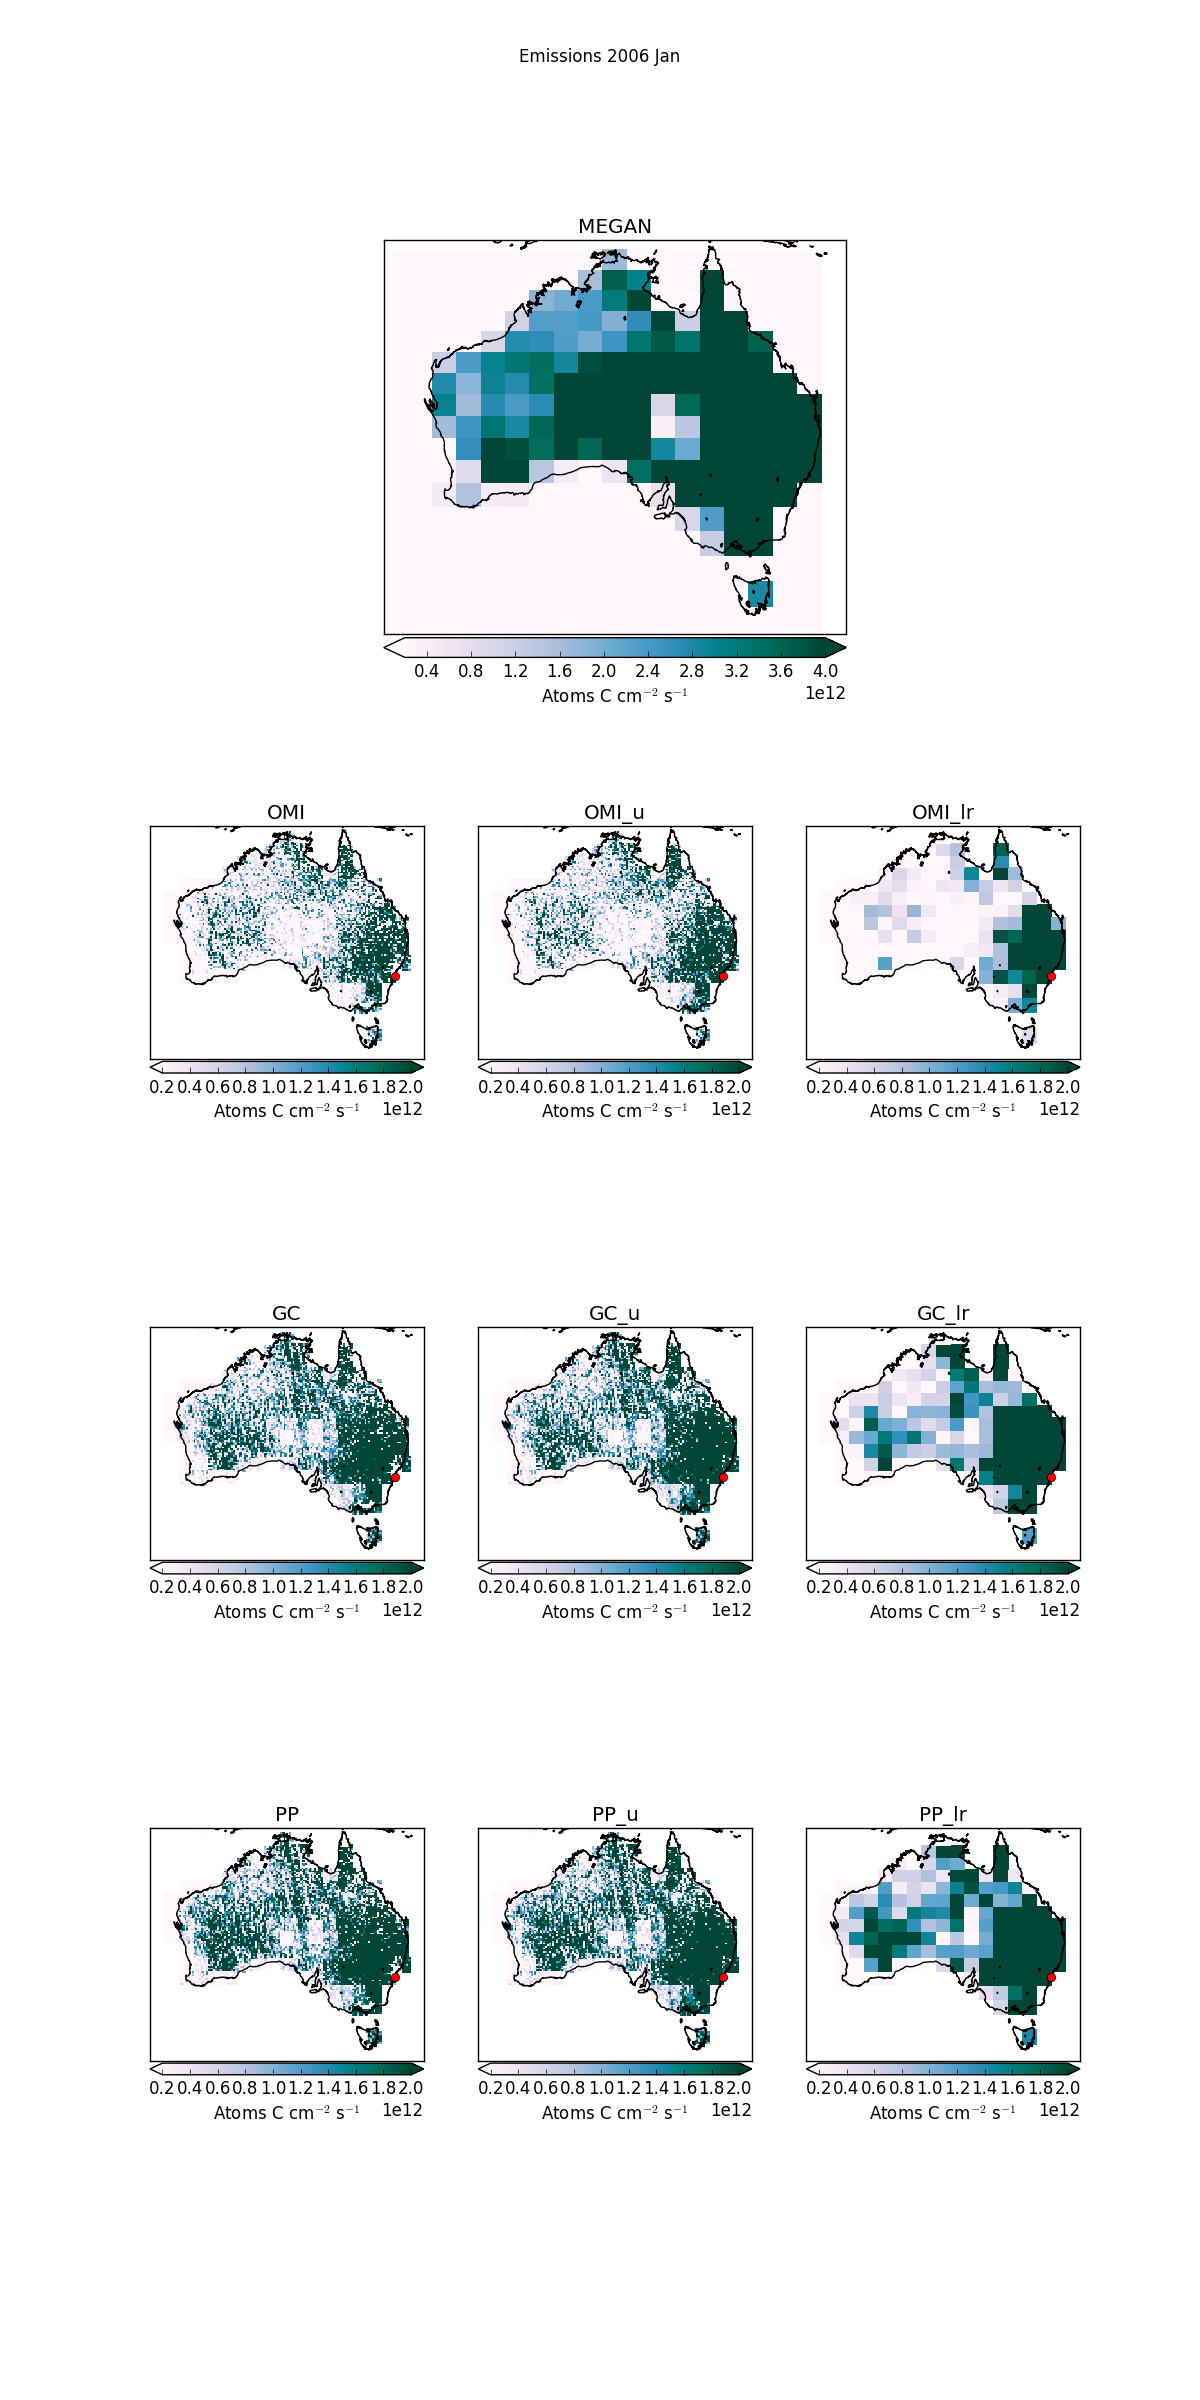 Emissions 2006 Jan
MEGAN
0.4 0.8 1.2 1.6 2.0 2.4 2.8 3.2 3.6 4.0
Atoms C cm⁻² s⁻¹ 1e12
OMI OMI_u OMI_lr
0.2 0.4 0.6 0.8 1.0 1.2 1.4 1.6 1.8 2.0 0.2 0.4 0.6 0.8 1.0 1.2 1.4 1.6 1.8 2.0 0.2 0.4 0.6 0.8 1.0 1.2 1.4 1.6 1.8 2.0
Atoms C cm⁻² s⁻¹ 1e12 Atoms C cm⁻² s⁻¹ 1e12 Atoms C cm⁻² s⁻¹ 1e12
GC GC_u GC_lr
0.2 0.4 0.6 0.8 1.0 1.2 1.4 1.6 1.8 2.0 0.2 0.4 0.6 0.8 1.0 1.2 1.4 1.6 1.8 2.0 0.2 0.4 0.6 0.8 1.0 1.2 1.4 1.6 1.8 2.0
Atoms C cm⁻² s⁻¹ 1e12 Atoms C cm⁻² s⁻¹ 1e12 Atoms C cm⁻² s⁻¹ 1e12
PP PP_u PP_lr
0.2 0.4 0.6 0.8 1.0 1.2 1.4 1.6 1.8 2.0 0.2 0.4 0.6 0.8 1.0 1.2 1.4 1.6 1.8 2.0 0.2 0.4 0.6 0.8 1.0 1.2 1.4 1.6 1.8 2.0
Atoms C cm⁻² s⁻¹ 1e12 Atoms C cm⁻² s⁻¹ 1e12 Atoms C cm⁻² s⁻¹ 1e12